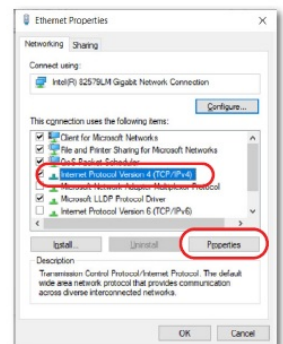 Ethernet Properties
Networking Sharing
Connect using:
Intel(R) 82579LM Gigabit Network Connection
Configure...
This connection uses the following items:
Client for Microsoft Networks
File and Printer Sharing for Microsoft Networks
QoS Packet Scheduler
Internet Protocol Version 4 (TCP/IPv4)
Microsoft Network Adapter Multiplexor Protocol
Microsoft LLDP Protocol Driver
Internet Protocol Version 6 (TCP/IPv6)
Install...
Uninstall
Properties
Description
Transmission Control Protocol/Internet Protocol. The default
wide area network protocol that provides communication
across diverse interconnected networks.
OK
Cancel